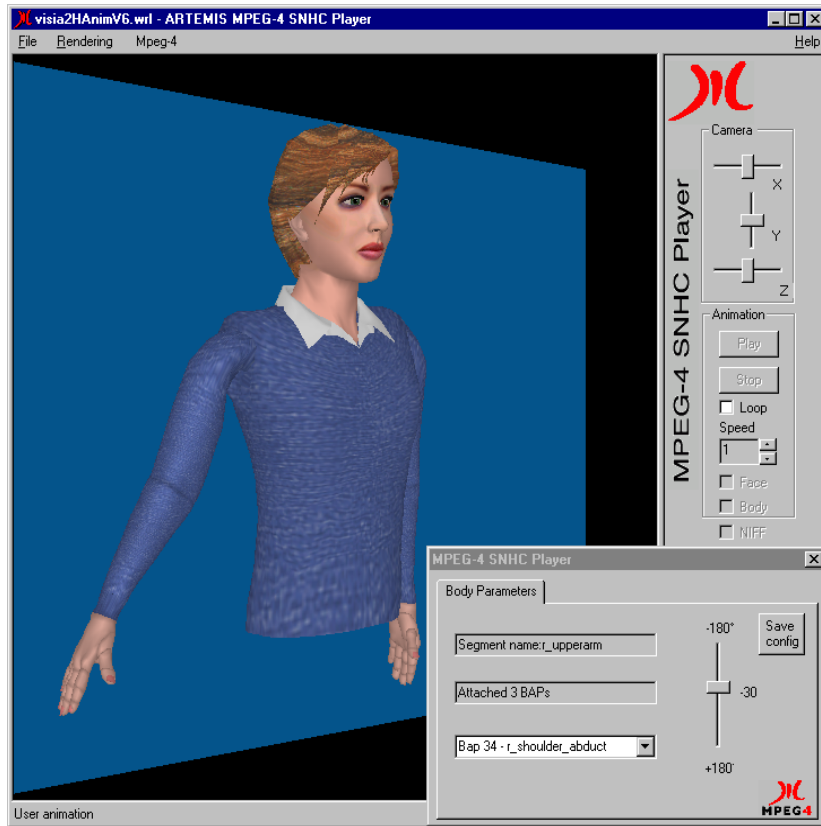 visia2HAnimV6.wrl - ARTEMIS MPEG-4 SNHC Player
File Rendering Mpeg-4 Help
MPEG-4 SNHC Player
Camera
X
Y
Z
Animation
Play
Stop
Loop
Speed
1
Face
Body
NIFF
MPEG-4 SNHC Player
Body Parameters
Segment name:r_upperarm
Attached 3 BAPs
Bap 34 - r_shoulder_abduct
-180°
-30
+180°
Save
config
MPEG4
User animation